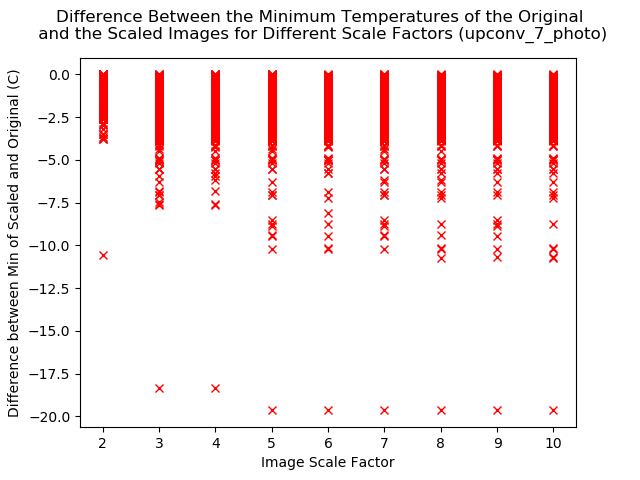 Difference Between the Minimum Temperatures of the Original
and the Scaled Images for Different Scale Factors (upconv_7_photo)
Difference between Min of Scaled and Original (C)
0.0
−2.5
−5.0
−7.5
−10.0
−12.5
−15.0
−17.5
−20.0
2 3 4 5 6 7 8 9 10
Image Scale Factor